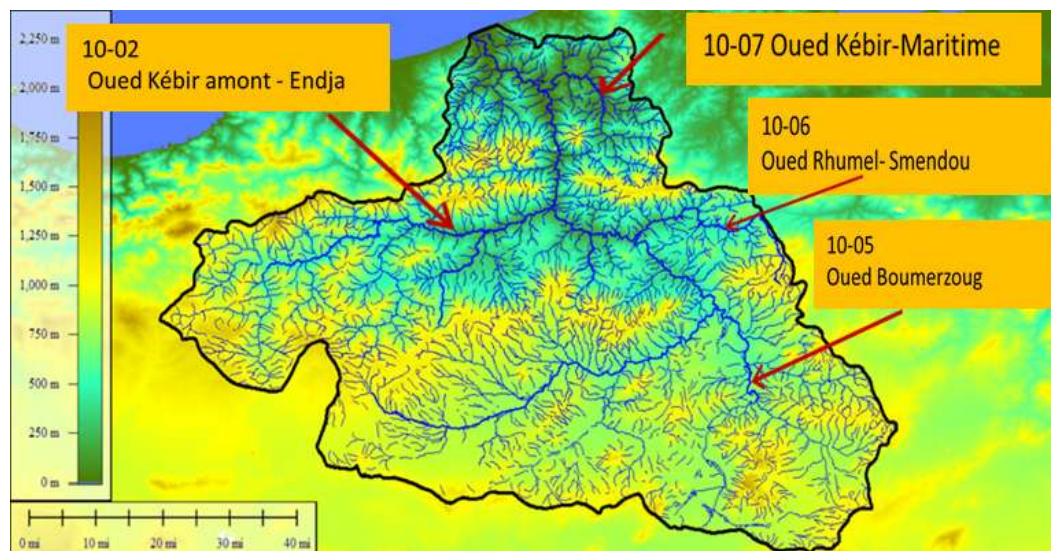 2,250 m
2,000 m
1,750 m
1,500 m
1,250 m
1,000 m
750 m
500 m
250 m
0 m
10-02
Oued Kébir amont - Endja
10-07 Oued Kébir-Maritime
10-06
Oued Rhumel- Smendou
10-05
Oued Boumerzoug
0 mi 10 mi 20 mi 30 mi 40 mi